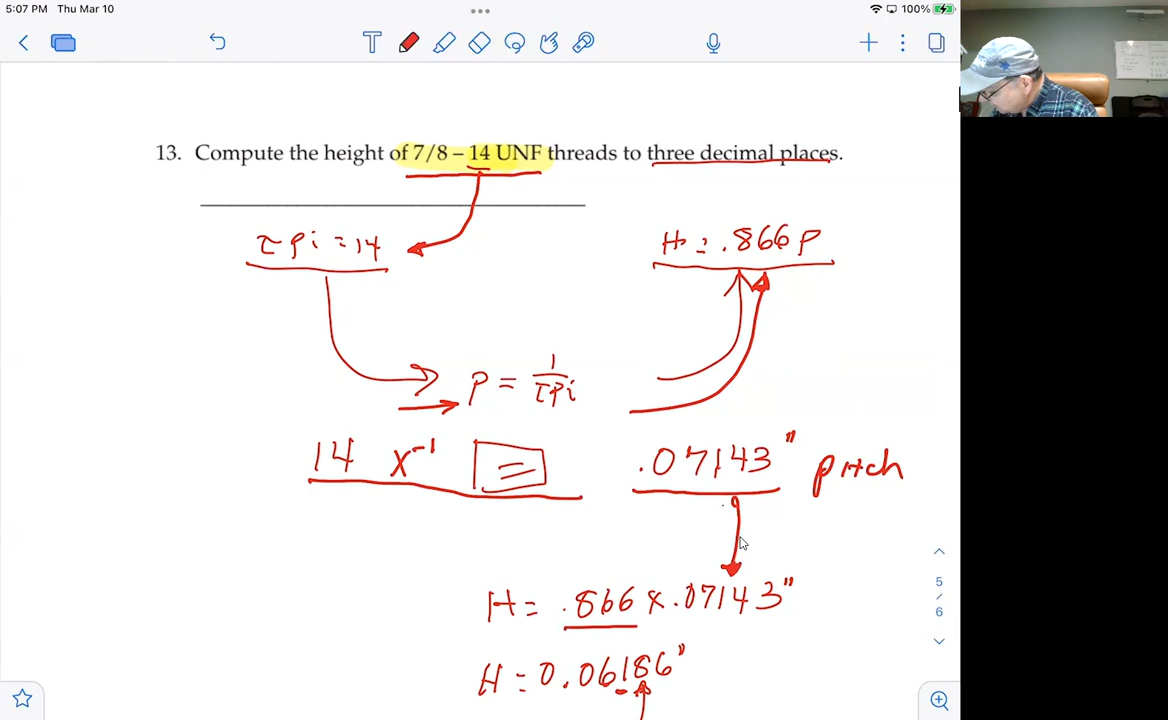 5:07 PM Thu Mar 10
100%
T
13. Compute the height of 7/8 – 14 UNF threads to three decimal places.
TPi = 14
H = .866P
P = 1/TPi
14 X⁻¹ =
.07143" pitch
H = .866 x .07143"
H = 0.06186"
5
/
6